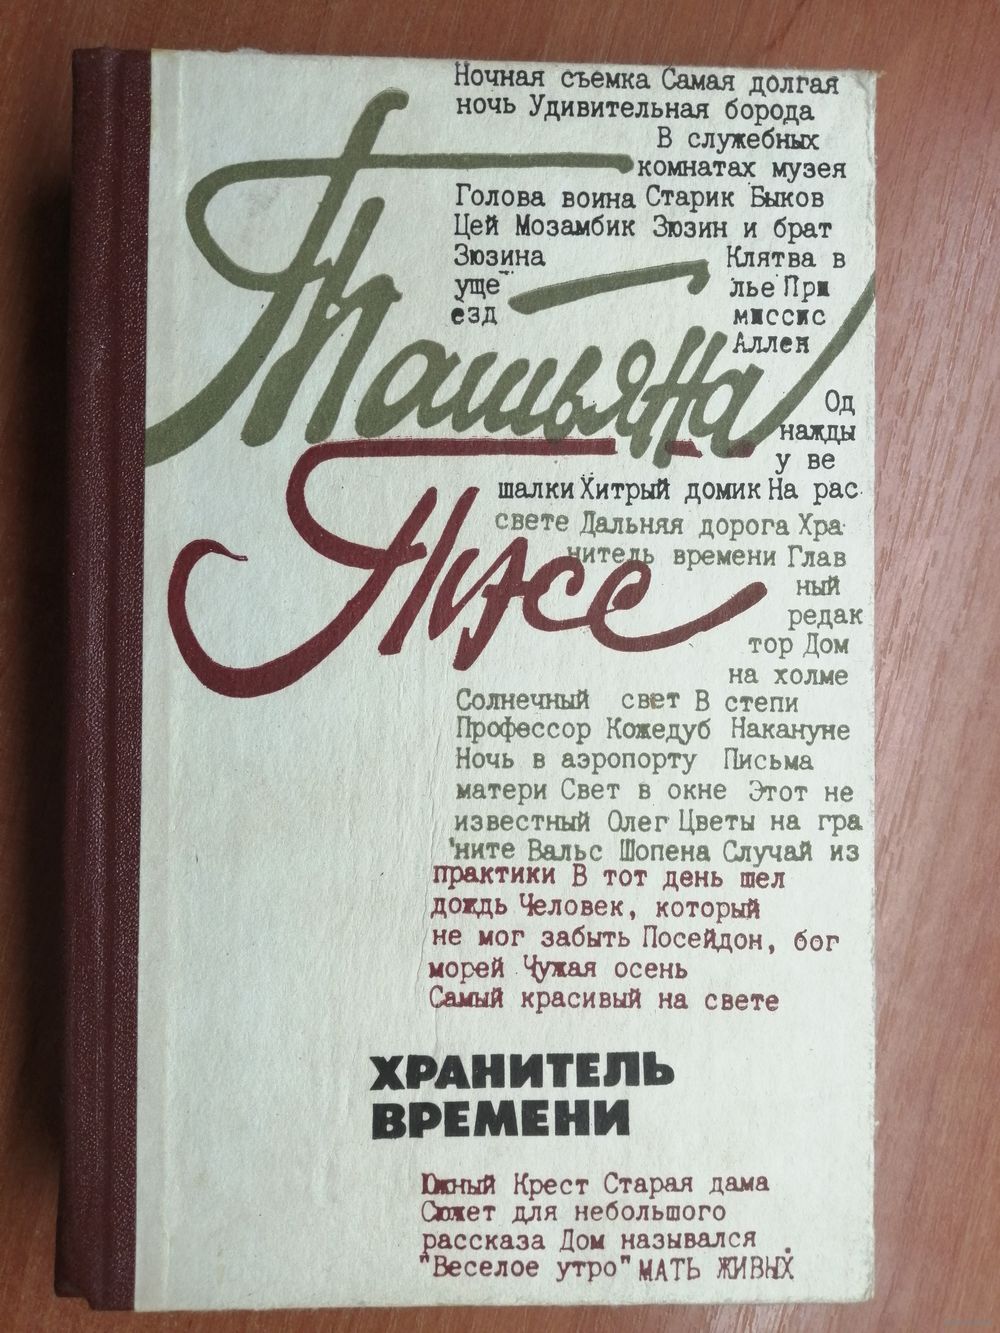 Ночная съемка Самая долгая
ночь Удивительная борода
В служебных
комнатах музея
Голова воина Старик Быков
Цей Мозамбик Зюзин и брат
Зюзина Клятва в
уще лье При
езд миссис
Аллен
Татьяна
Од
нажды
у ве
шалки Хитрый домик На рас
свете Дальняя дорога Хра
нитель времени Глав
Тэсс
ный
редак
тор Дом
на холме
Солнечный свет В степи
Профессор Кожедуб Накануне
Ночь в аэропорту Письма
матери Свет в окне Этот не
известный Олег Цветы на гра
ните Вальс Шопена Случай из
практики В тот день шел
дождь Человек, который
не мог забыть Посейдон, бог
морей Чужая осень
Самый красивый на свете
ХРАНИТЕЛЬ
ВРЕМЕНИ
Южный Крест Старая дама
Сюжет для небольшого
рассказа Дом назывался
"Веселое утро" МАТЬ ЖИВЫХ